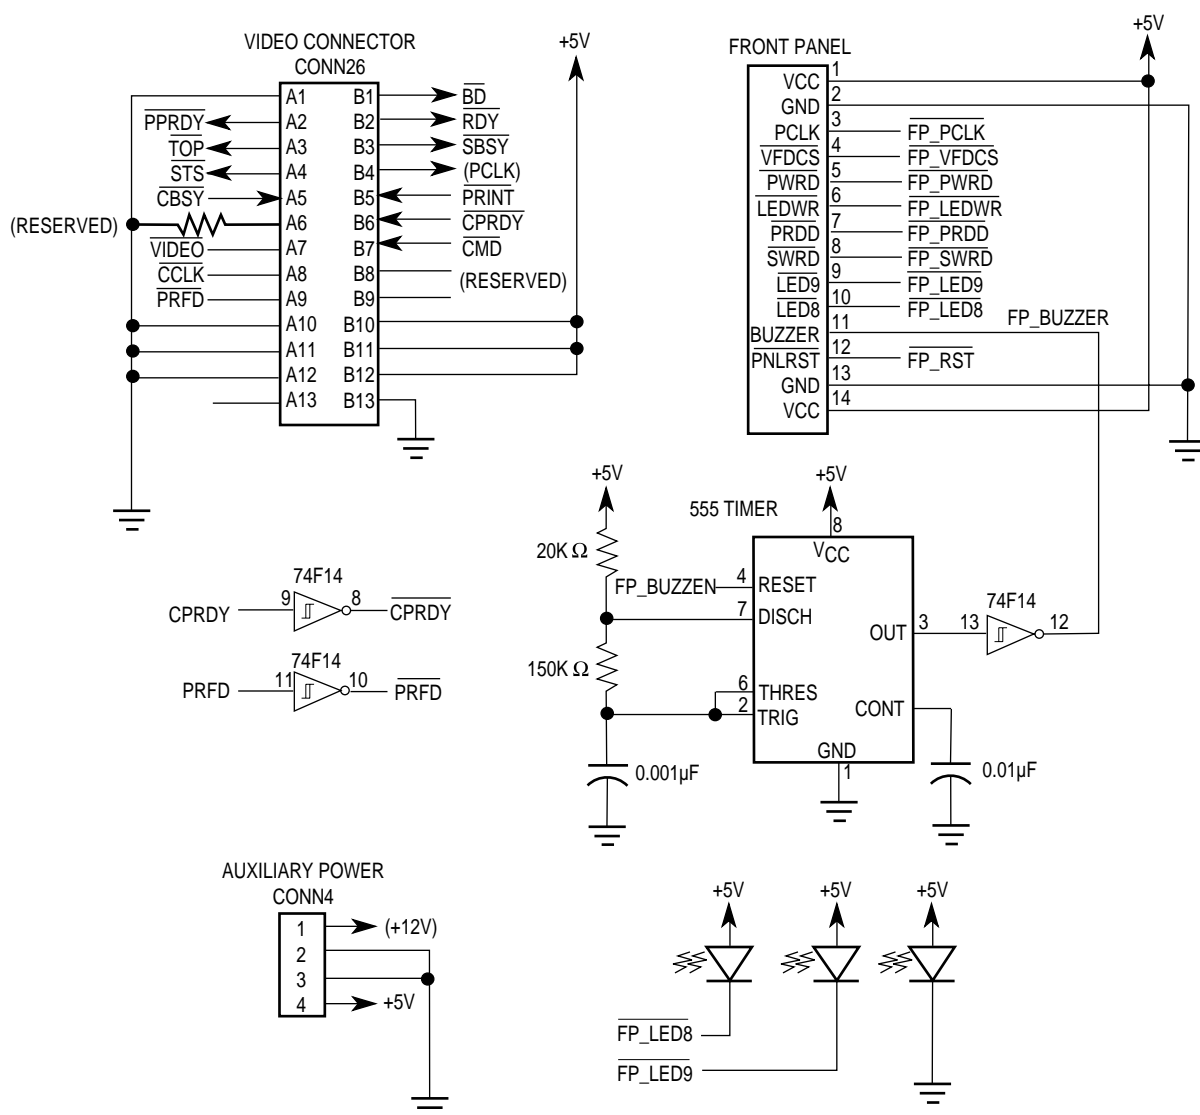 VIDEO CONNECTOR
CONN26
+5V
A1
A2
A3
A4
A5
A6
A7
A8
A9
A10
A11
A12
A13
B1
B2
B3
B4
B5
B6
B7
B8
B9
B10
B11
B12
B13
PPRDY
TOP
STS
CBSY
(RESERVED)
VIDEO
CCLK
PRFD
BD
RDY
SBSY
(PCLK)
PRINT
CPRDY
CMD
(RESERVED)
FRONT PANEL
+5V
VCC 1
GND 2
PCLK 3 FP_PCLK
VFDCS 4 FP_VFDCS
PWRD 5 FP_PWRD
LEDWR 6 FP_LEDWR
PRDD 7 FP_PRDD
SWRD 8 FP_SWRD
LED9 9 FP_LED9
LED8 10 FP_LED8
BUZZER 11 FP_BUZZER
PNLRST 12 FP_RST
GND 13
VCC 14
74F14
CPRDY 9 8 CPRDY
74F14
PRFD 11 10 PRFD
+5V
20K Ω
150K Ω
0.001µF
555 TIMER
+5V
8
VCC
FP_BUZZEN 4 RESET
7 DISCH
6 THRES
2 TRIG
OUT 3
CONT
GND
1
0.01µF
74F14
13 12
AUXILIARY POWER
CONN4
1 (+12V)
2
3
4 +5V
+5V +5V +5V
FP_LED8
FP_LED9